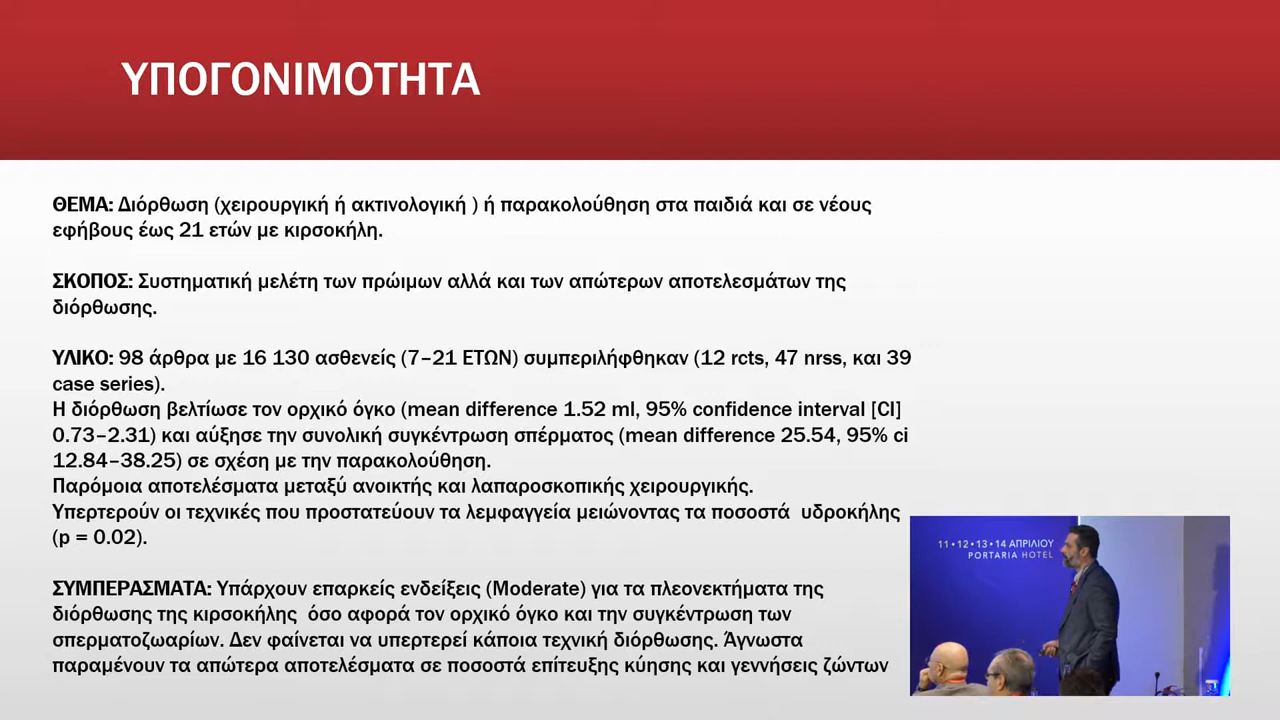 ΥΠΟΓΟΝΙΜΟΤΗΤΑ
ΘΕΜΑ: Διόρθωση (χειρουργική ή ακτινολογική ) ή παρακολούθηση στα παιδιά και σε νέους
εφήβους έως 21 ετών με κιρσοκήλη.
ΣΚΟΠΟΣ: Συστηματική μελέτη των πρώιμων αλλά και των απώτερων αποτελεσμάτων της
διόρθωσης.
ΥΛΙΚΟ: 98 άρθρα με 16 130 ασθενείς (7–21 ΕΤΩΝ) συμπεριλήφθηκαν (12 rcts, 47 nrss, και 39
case series).
Η διόρθωση βελτίωσε τον ορχικό όγκο (mean difference 1.52 ml, 95% confidence interval [CI]
0.73–2.31) και αύξησε την συνολική συγκέντρωση σπέρματος (mean difference 25.54, 95% ci
12.84–38.25) σε σχέση με την παρακολούθηση.
Παρόμοια αποτελέσματα μεταξύ ανοικτής και λαπαροσκοπικής χειρουργικής.
Υπερτερούν οι τεχνικές που προστατεύουν τα λεμφαγγεία μειώνοντας τα ποσοστά υδροκήλης
(p = 0.02).
ΣΥΜΠΕΡΑΣΜΑΤΑ: Υπάρχουν επαρκείς ενδείξεις (Moderate) για τα πλεονεκτήματα της
διόρθωσης της κιρσοκήλης όσο αφορά τον ορχικό όγκο και την συγκέντρωση των
σπερματοζωαρίων. Δεν φαίνεται να υπερτερεί κάποια τεχνική διόρθωσης. Άγνωστα
παραμένουν τα απώτερα αποτελέσματα σε ποσοστά επίτευξης κύησης και γεννήσεις ζώντων
11•12•13•14 ΑΠΡΙΛΙΟΥ
PORTARIA HOTEL